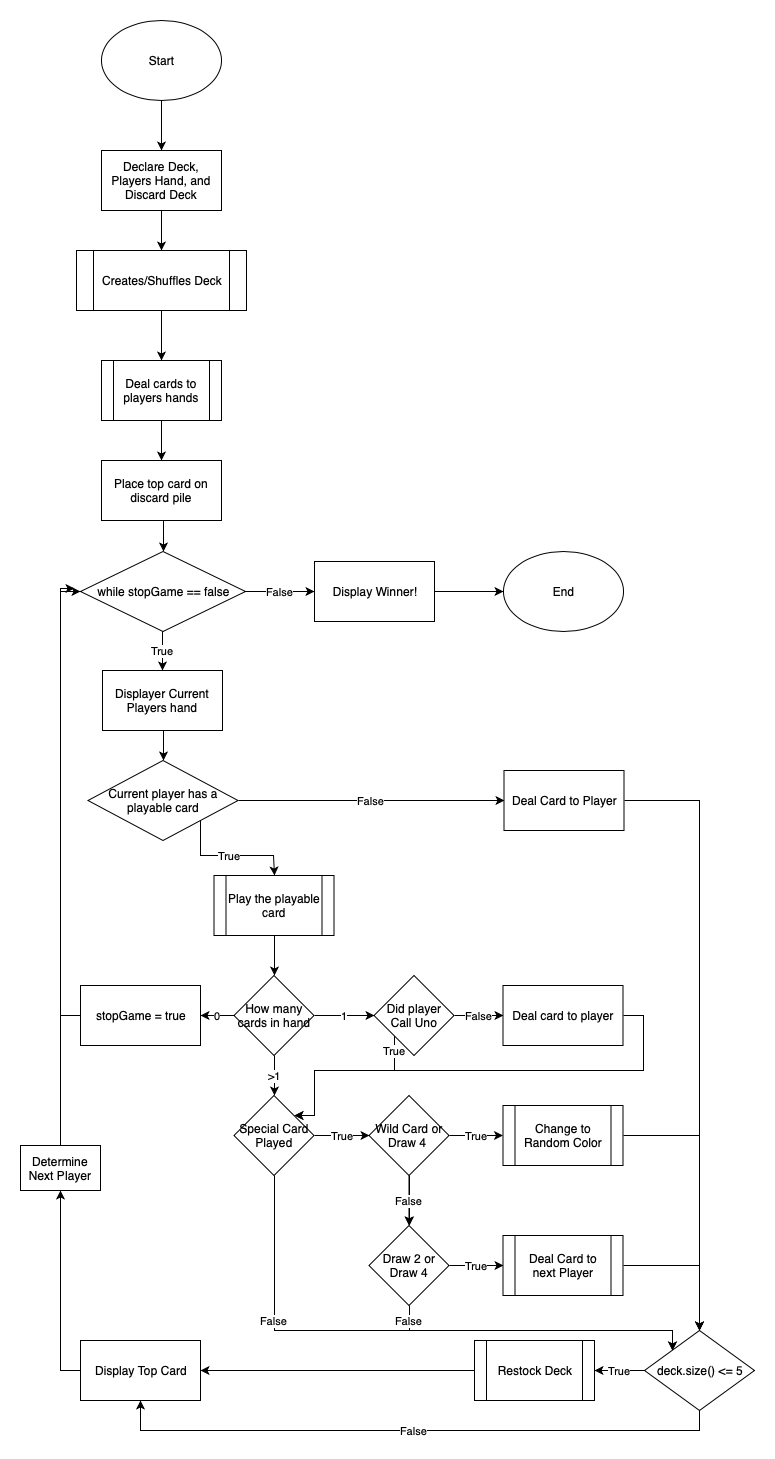 Start
Declare Deck,
Players Hand, and
Discard Deck
Creates/Shuffles Deck
Deal cards to
players hands
Place top card on
discard pile
while stopGame == false
False
Display Winner!
End
True
Displayer Current
Players hand
Current player has a
playable card
False
Deal Card to Player
True
Play the playable
card
stopGame = true
0
How many
cards in hand
1
Did player
Call Uno
False
Deal card to player
True
>1
Special Card
Played
True
Wild Card or
Draw 4
True
Change to
Random Color
Determine
Next Player
False
Draw 2 or
Draw 4
True
Deal Card to
next Player
False
False
Display Top Card
Restock Deck
True
deck.size() <= 5
False